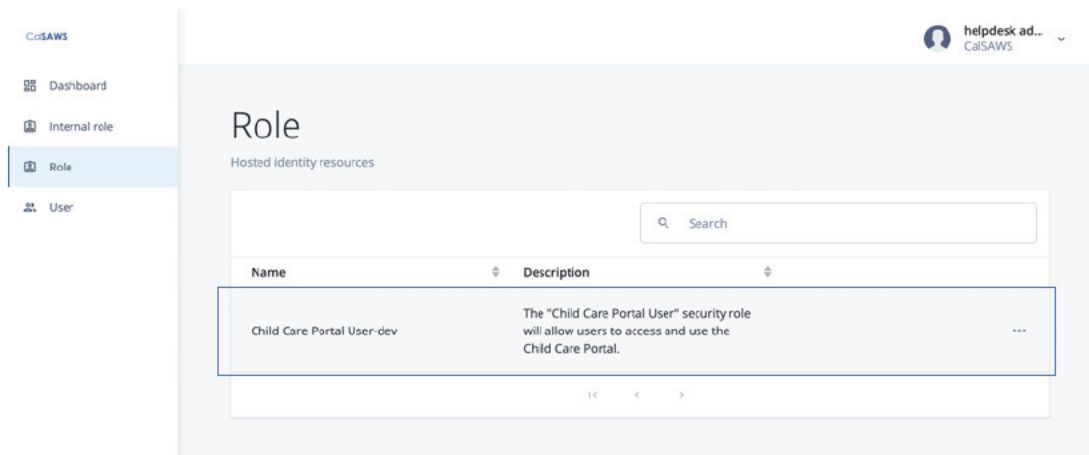 CalSAWS
helpdesk ad...
CalSAWS
Dashboard
Internal role
Role
User
Role
Hosted identity resources
Search
Name
Description
Child Care Portal User-dev
The "Child Care Portal User" security role
will allow users to access and use the
Child Care Portal.